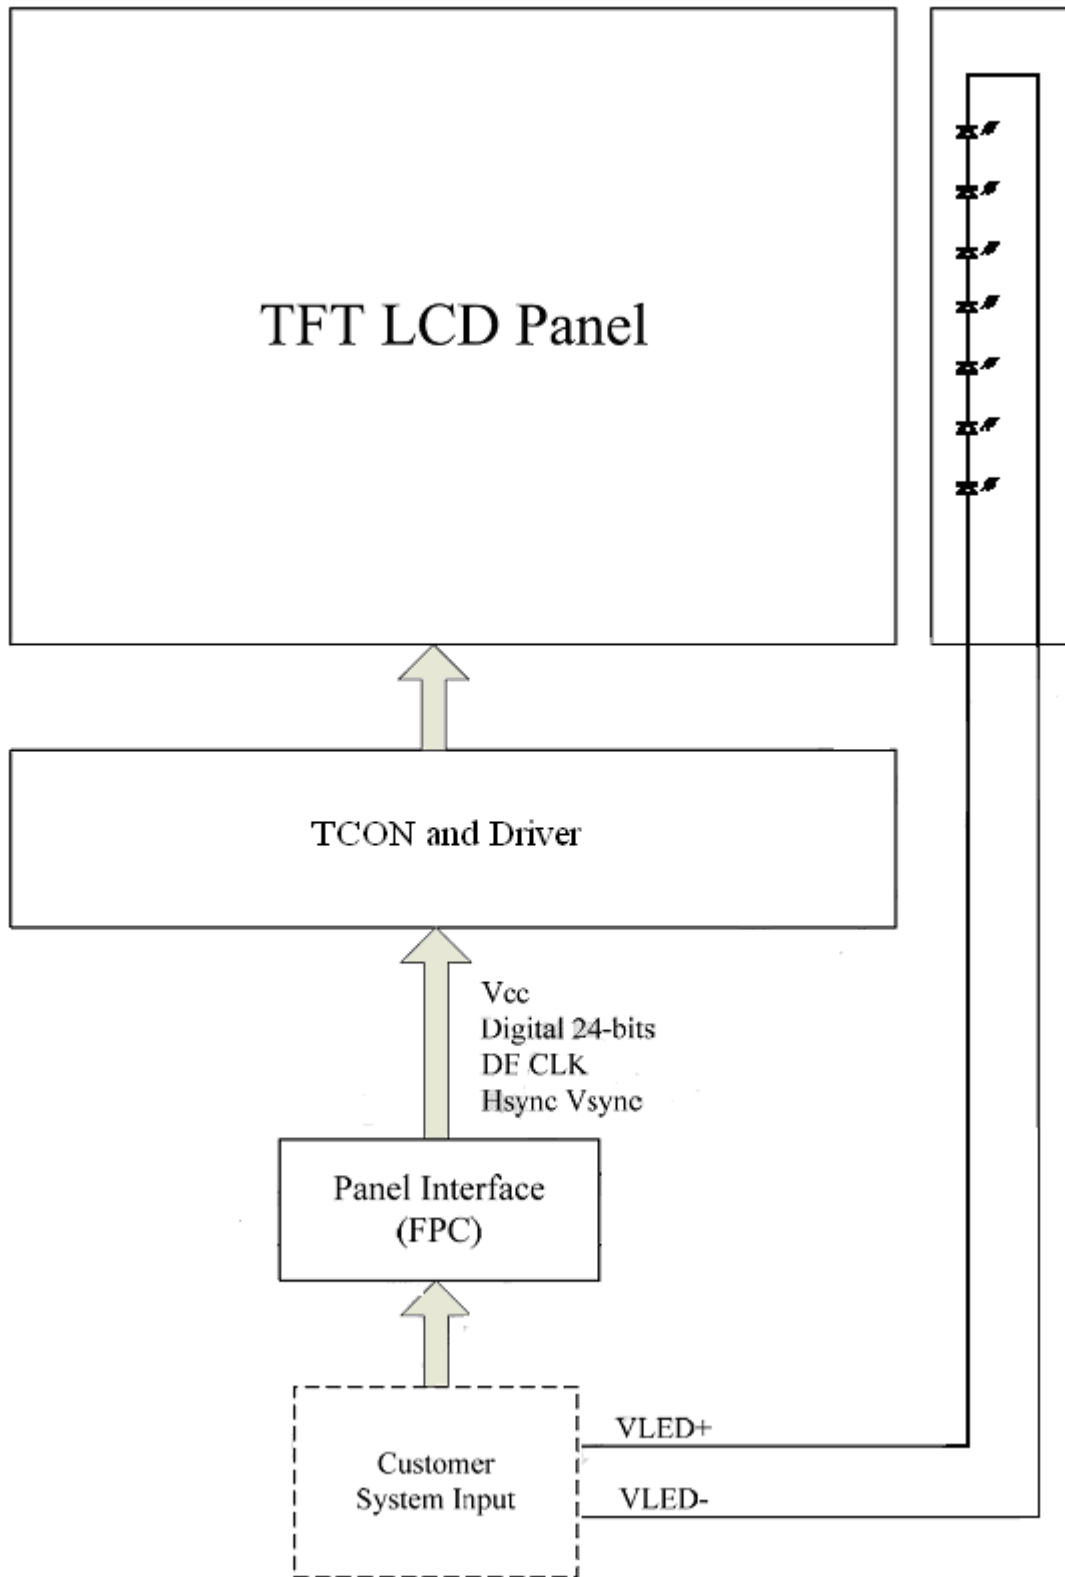 TFT LCD Panel
TCON and Driver
Vcc
Digital 24-bits
DE CLK
Hsync Vsync
Panel Interface
(FPC)
Customer
System Input
VLED+
VLED-